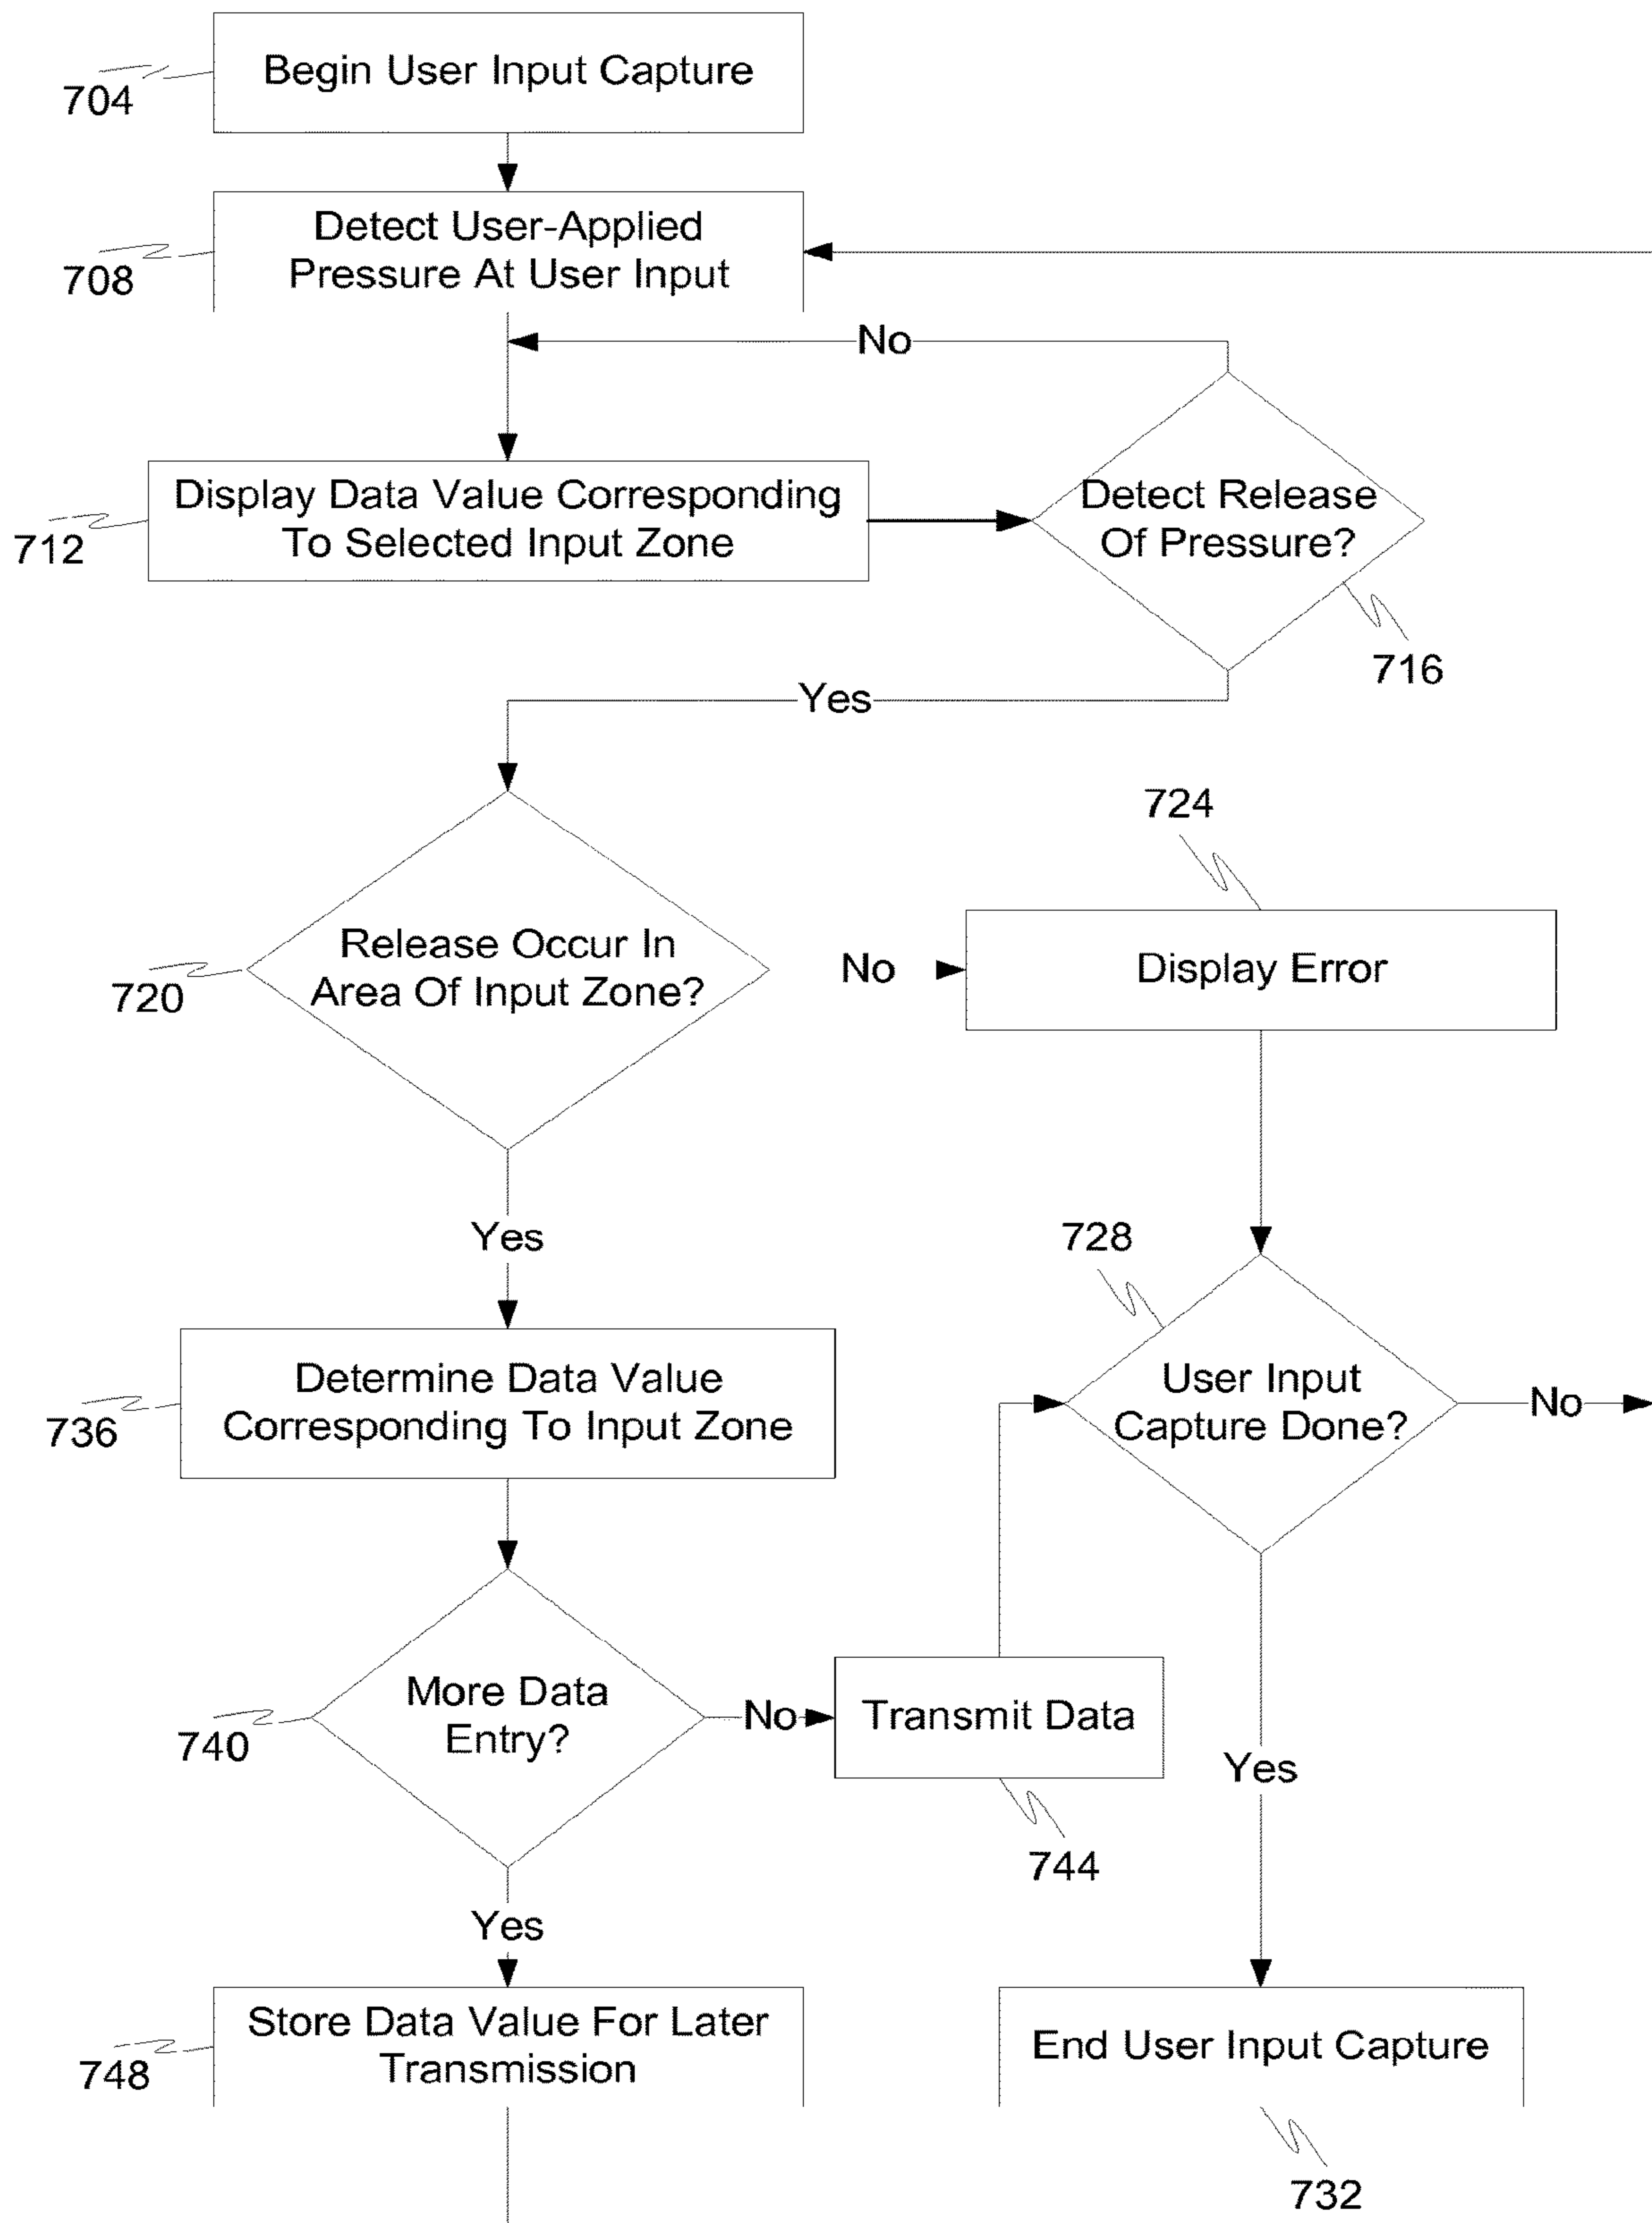 Begin User Input Capture
704
Detect User-Applied
Pressure At User Input
708
No
Display Data Value Corresponding
To Selected Input Zone
712
Detect Release
Of Pressure?
716
Yes
724
Release Occur In
Area Of Input Zone?
720
No
Display Error
Yes
728
Determine Data Value
Corresponding To Input Zone
736
User Input
Capture Done?
No
More Data
Entry?
740
No
Transmit Data
744
Yes
Yes
Store Data Value For Later
Transmission
748
End User Input Capture
732